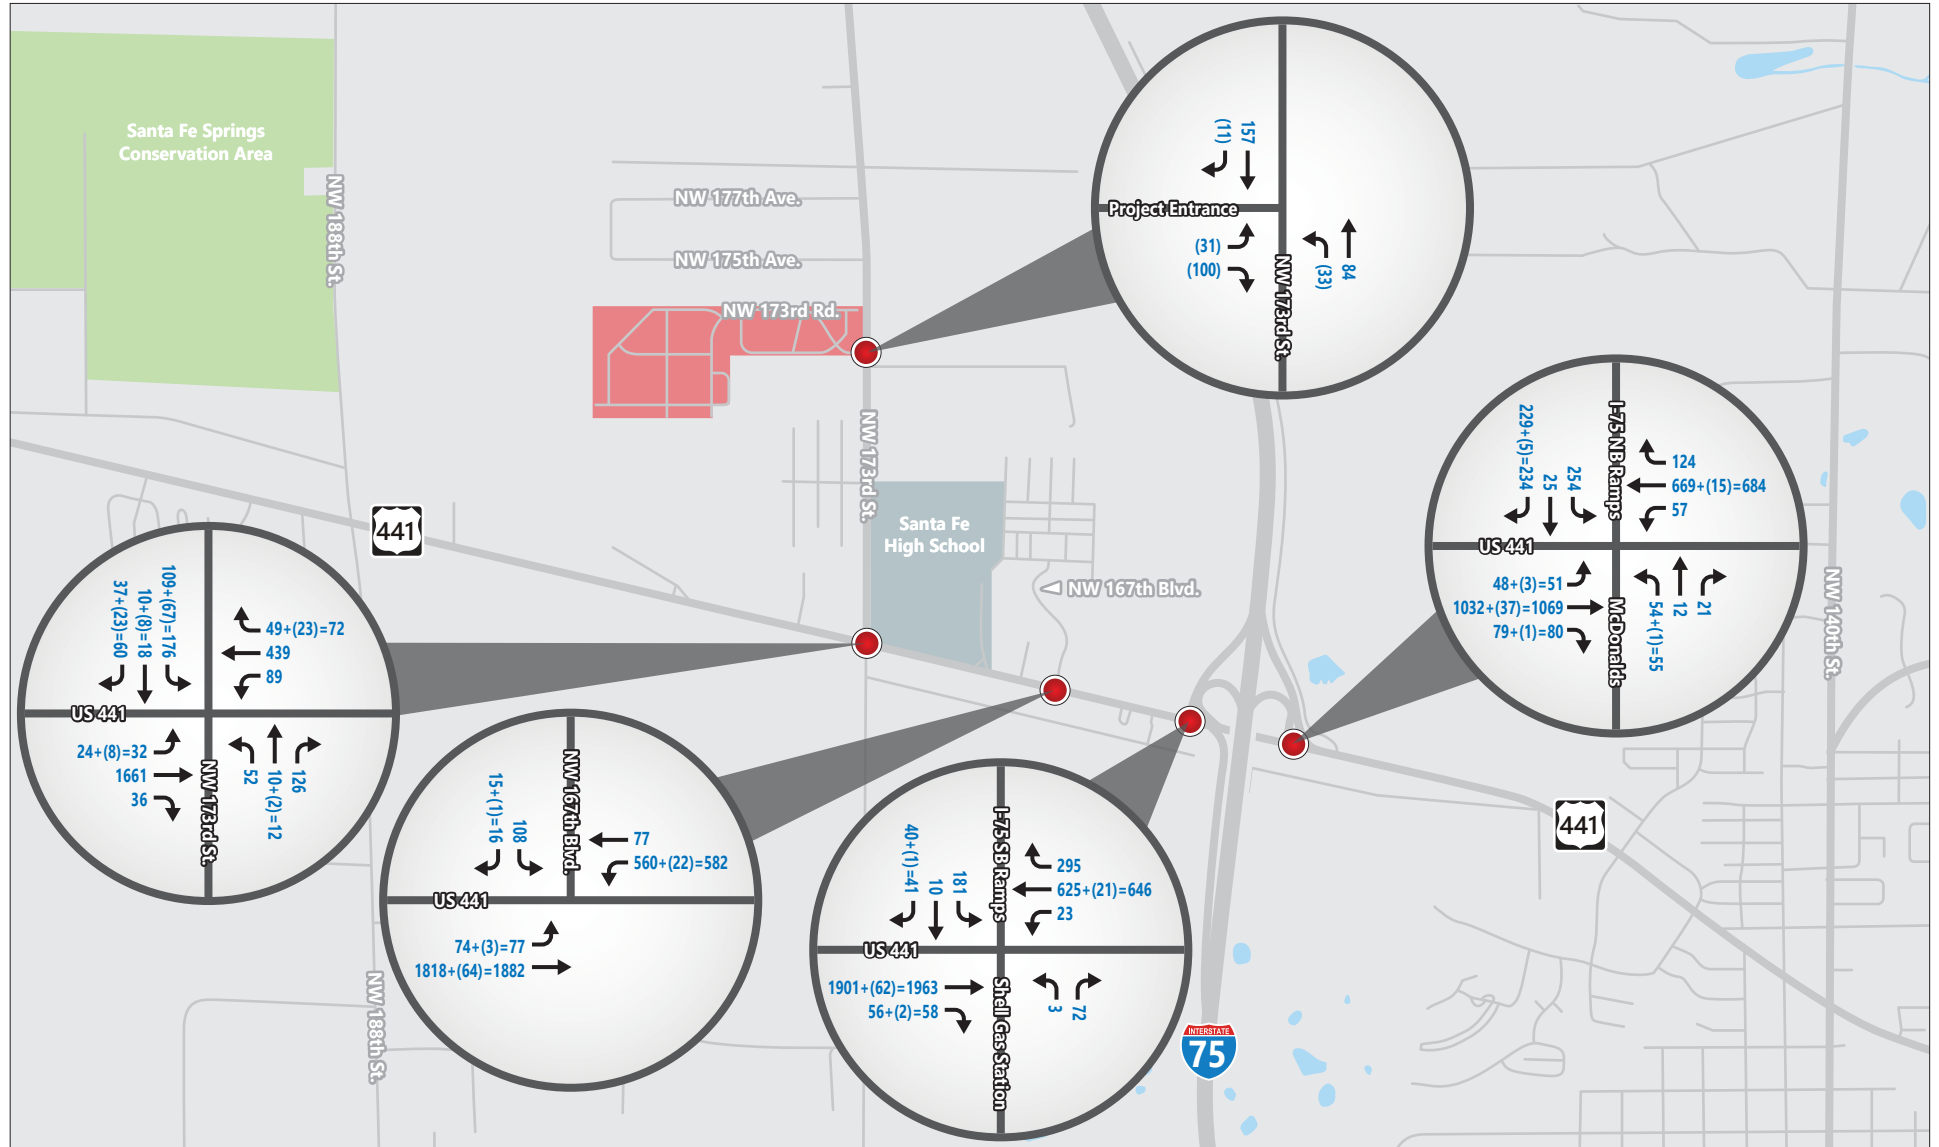 Santa Fe Springs
Conservation Area
NW 188th St.
NW 177th Ave.
NW 175th Ave.
NW 173rd Rd.
NW 173rd St.
Santa Fe
High School
NW 167th Blvd.
NW 140th St.
NW 188th St.
441
441
INTERSTATE
75
(11)
157
Project Entrance
(31)
(100)
(33)
84
NW 173rd St.
229+(5)=234
25
254
I-75 NB Ramps
124
669+(15)=684
57
US 441
48+(3)=51
1032+(37)=1069
79+(1)=80
McDonalds
54+(1)=55
12
21
37+(23)=60
10+(8)=18
109+(67)=176
49+(23)=72
439
89
US 441
24+(8)=32
1661
36
NW 173rd St.
52
10+(2)=12
126
15+(1)=16
108
NW 167th Blvd.
77
560+(22)=582
US 441
74+(3)=77
1818+(64)=1882
40+(1)=41
10
181
I-75 SB Ramps
295
625+(21)=646
23
US 441
1901+(62)=1963
56+(2)=58
Shell Gas Station
3
72